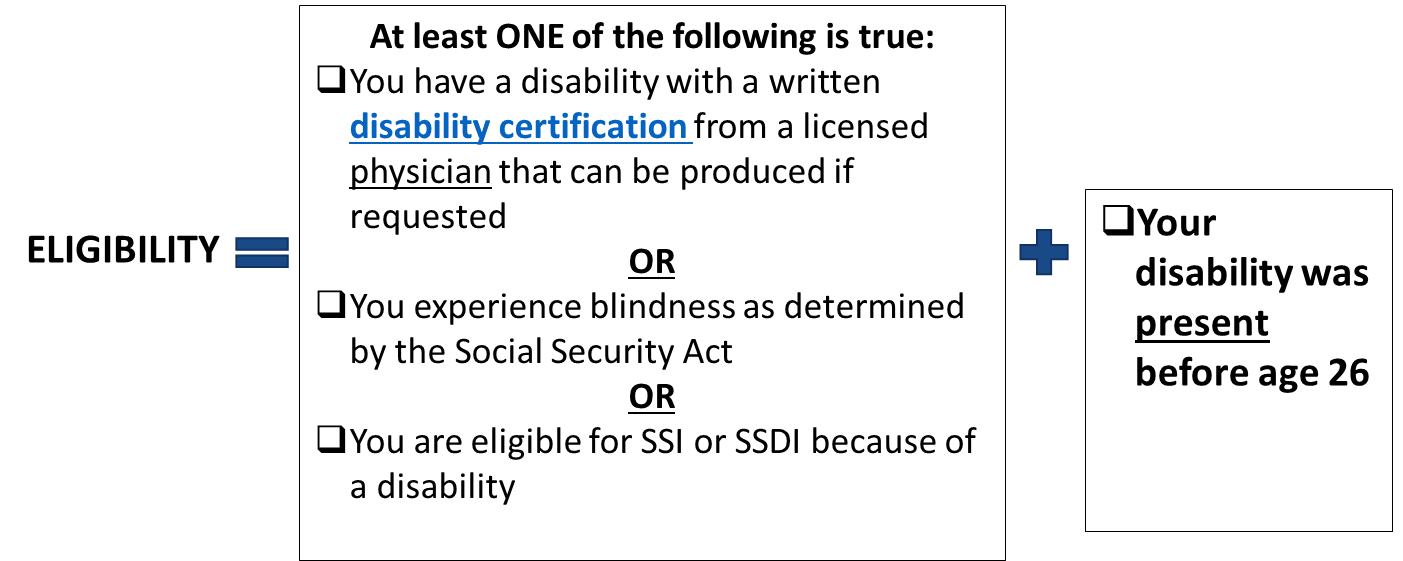 ELIGIBILITY
At least ONE of the following is true:
❑You have a disability with a written
disability certification from a licensed
physician that can be produced if
requested
OR
❑You experience blindness as determined
by the Social Security Act
OR
❑You are eligible for SSI or SSDI because of
a disability
❑Your
disability was
present
before age 26